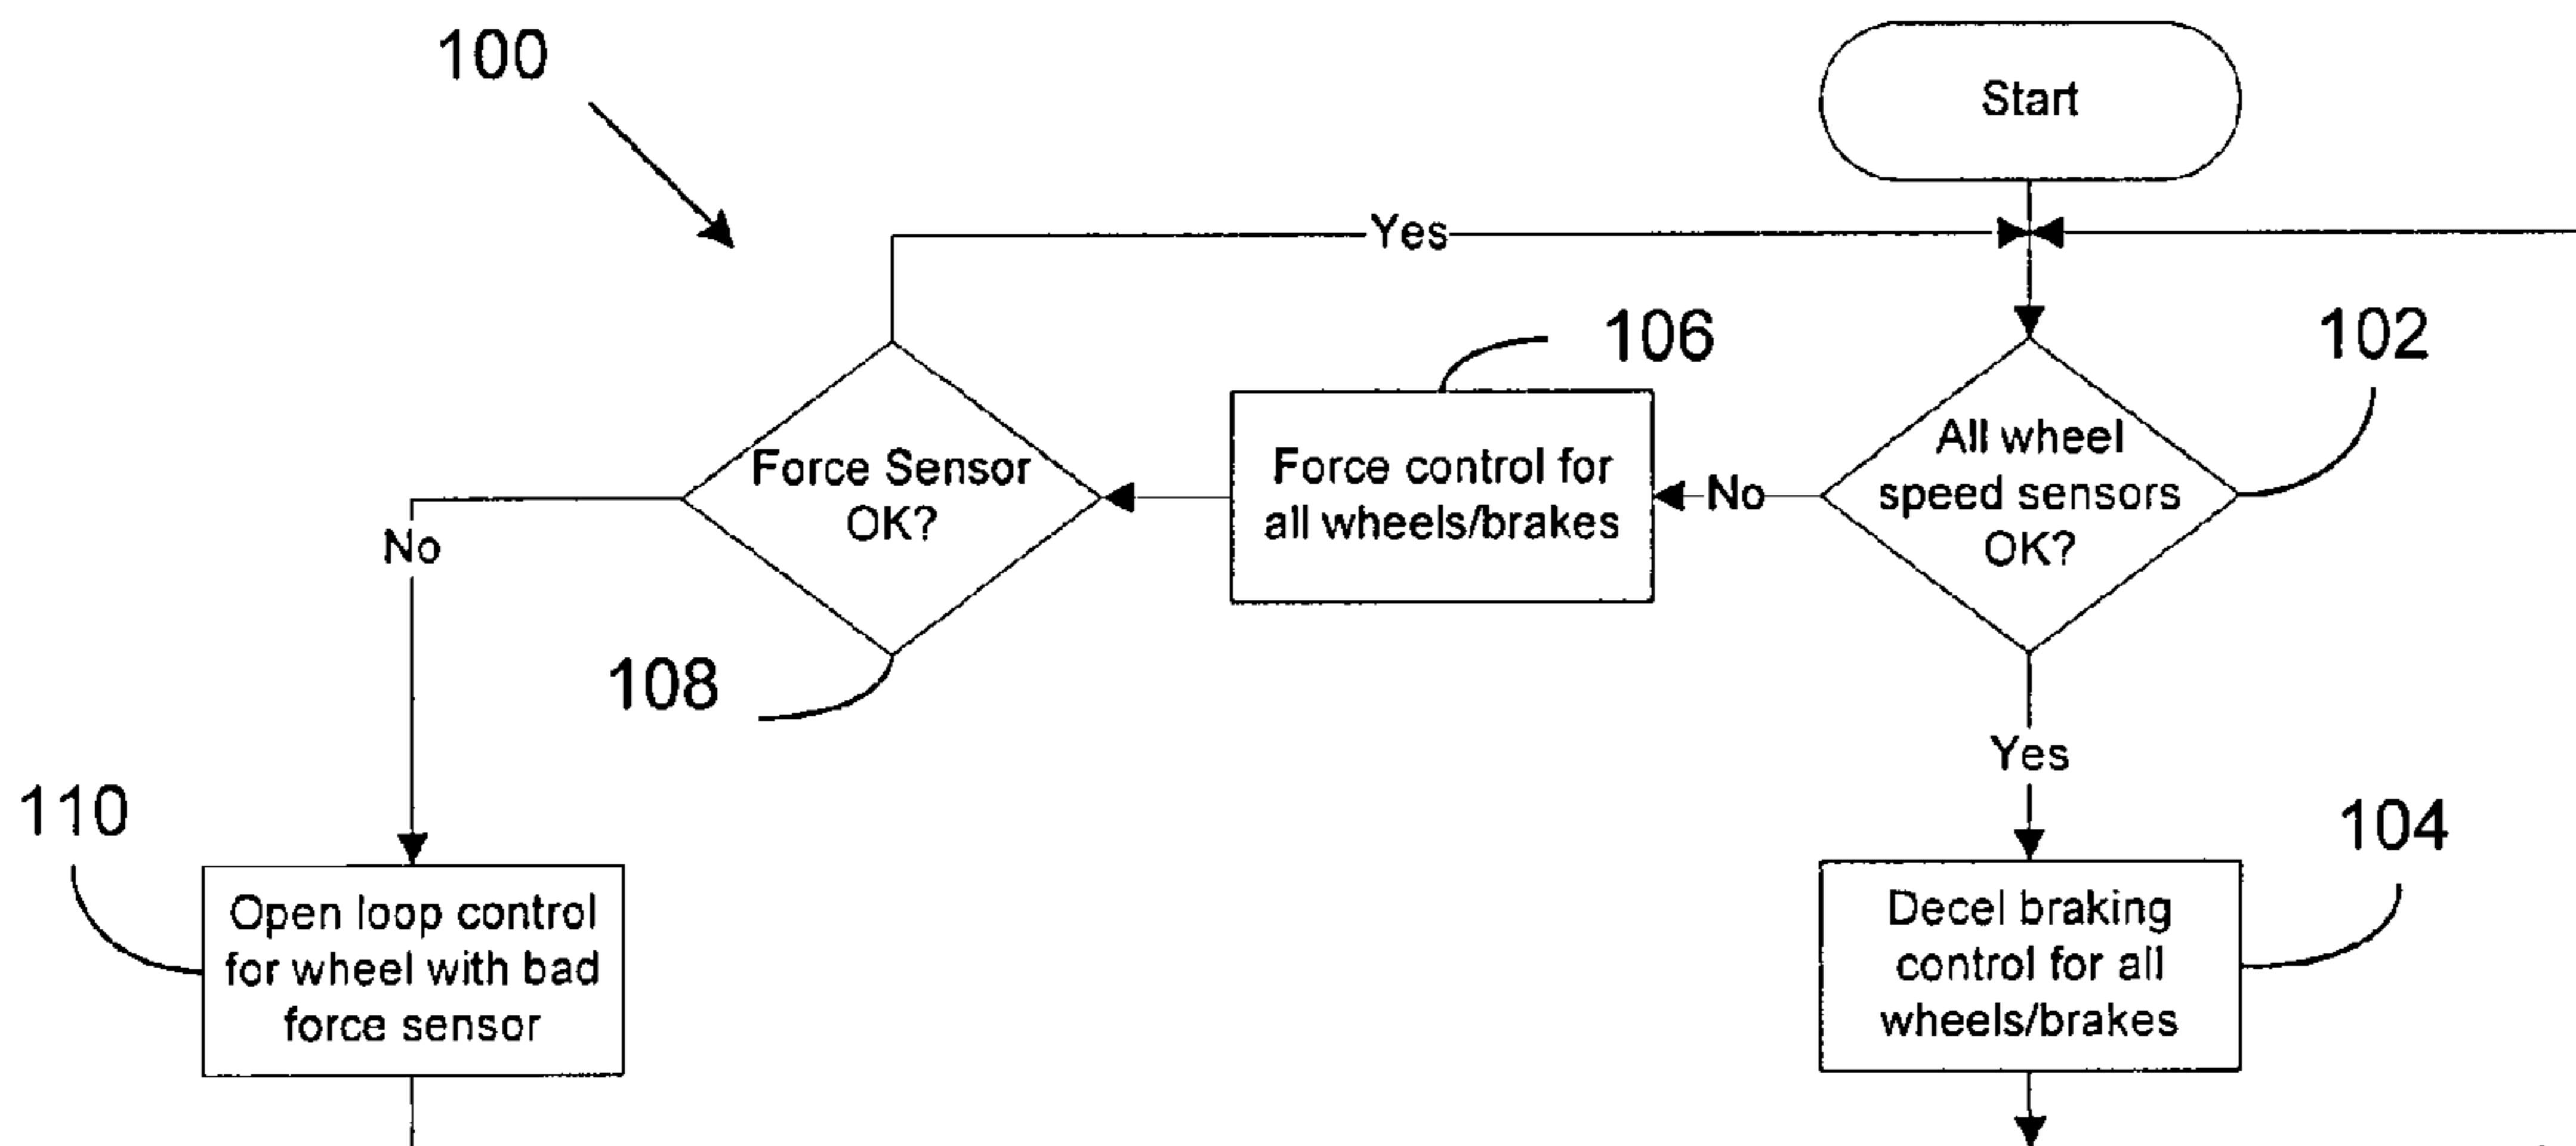 100
Start
Yes
106
102
Force Sensor
OK?
Force control for
all wheels/brakes
No
All wheel
speed sensors
OK?
No
108
Yes
110
104
Open loop control
for wheel with bad
force sensor
Decel braking
control for all
wheels/brakes